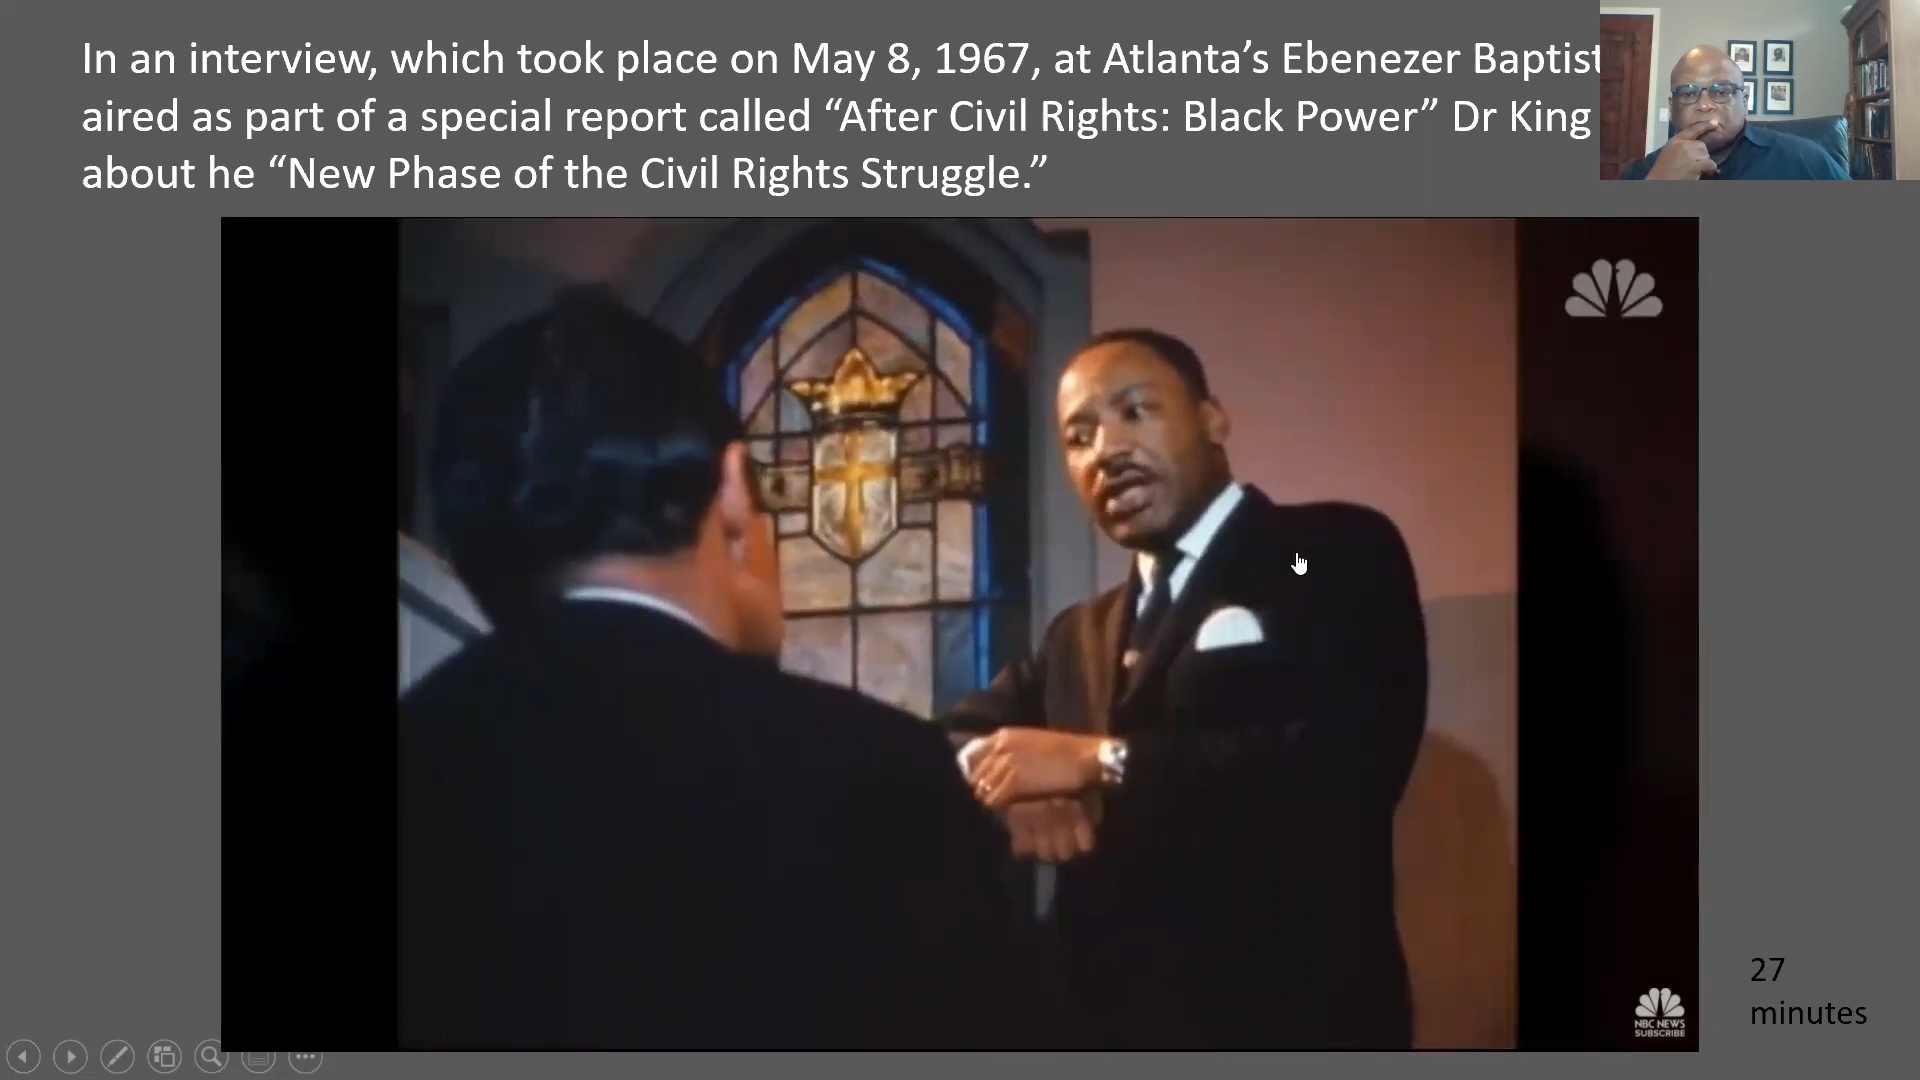 In an interview, which took place on May 8, 1967, at Atlanta’s Ebenezer Baptist
aired as part of a special report called “After Civil Rights: Black Power” Dr King
about he “New Phase of the Civil Rights Struggle.”
NBC NEWS
SUBSCRIBE
27
minutes